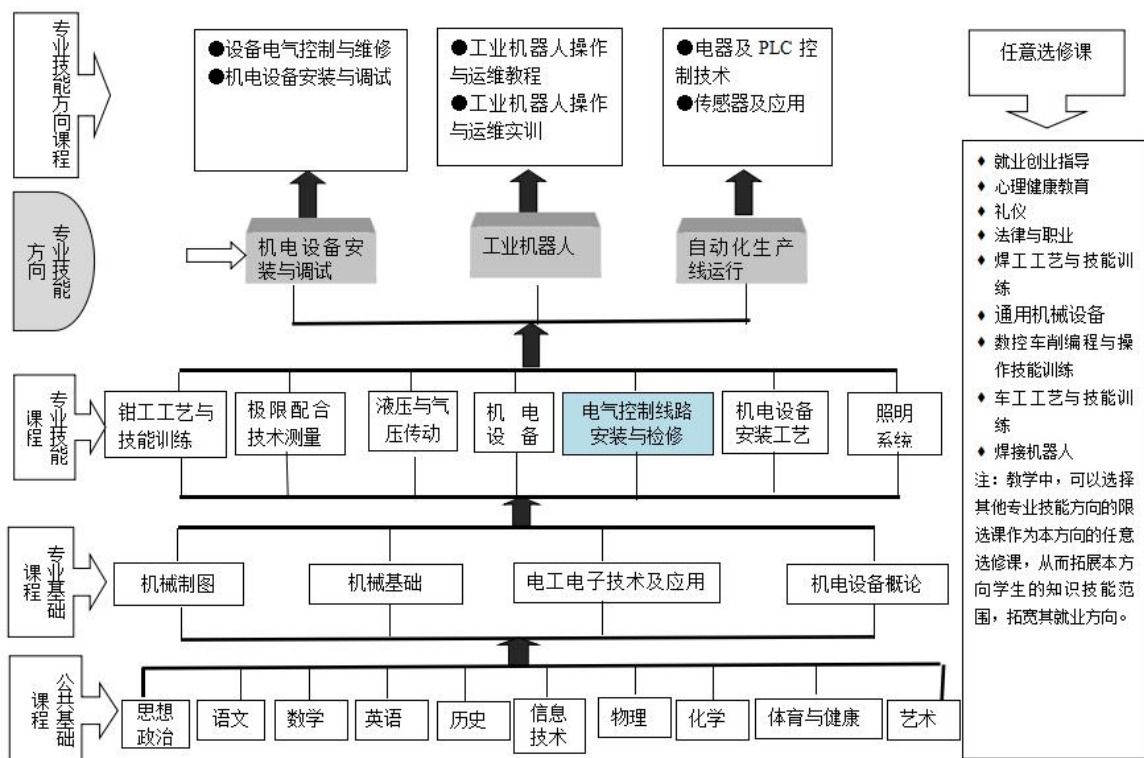 专业技能方向课程
●设备电气控制与维修
●机电设备安装与调试
●工业机器人操作
与运维教程
●工业机器人操作
与运维实训
●电器及 PLC 控
制技术
●传感器及应用
任意选修课
专业技能
方向
机电设备安
装与调试
工业机器人
自动化生产
线运行
专业技能
课程
钳工工艺与
技能训练
极限配合
技术测量
液压与气
压传动
机 电
设 备
电气控制线路
安装与检修
机电设备
安装工艺
照明
系统
专业基础
课程
机械制图
机械基础
电工电子技术及应用
机电设备概论
公共基础
课程
思想
政治
语文
数学
英语
历史
信息
技术
物理
化学
体育与健康
艺术
♦ 就业创业指导
♦ 心理健康教育
♦ 礼仪
♦ 法律与职业
♦ 焊工工艺与技能训
练
♦ 通用机械设备
♦ 数控车削编程与操
作技能训练
♦ 车工工艺与技能训
练
♦ 焊接机器人
注：教学中，可以选择
其他专业技能方向的限
选课作为本方向的任意
选修课，从而拓展本方
向学生的知识技能范
围，拓宽其就业方向。